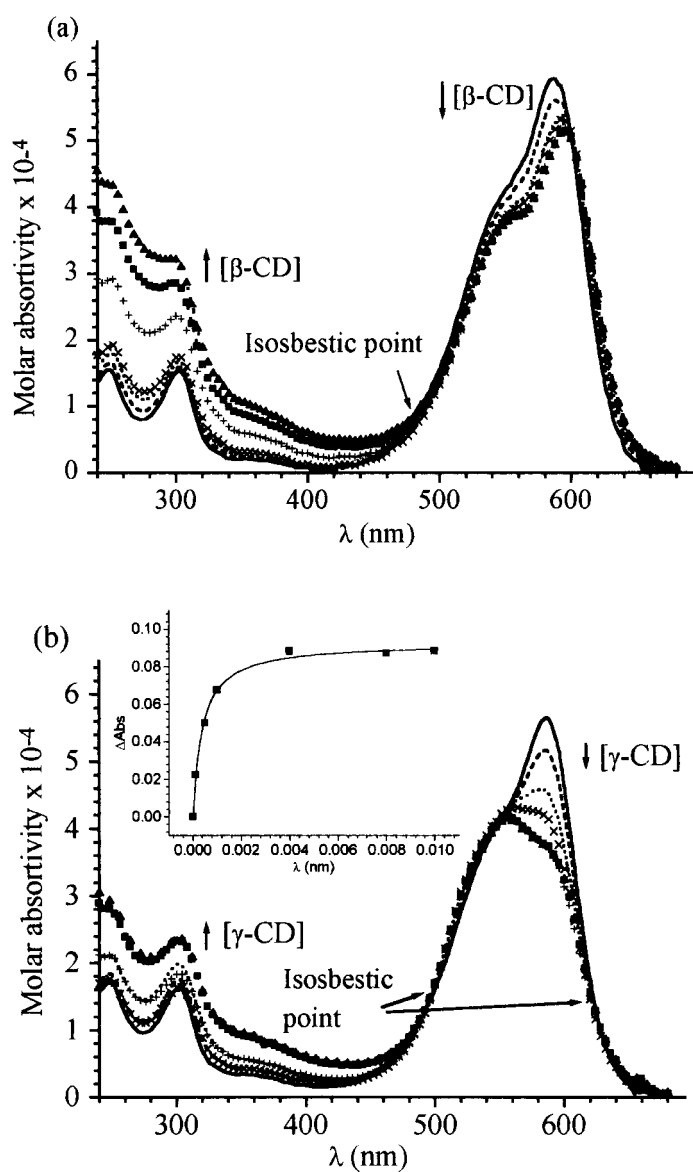 (a)
Molar absortivity x 10-4
6
5
4
3
2
1
0
↓ [β-CD]
↑ [β-CD]
Isosbestic point
300 400 500 600
λ (nm)
(b)
ΔAbs
0.10
0.08
0.06
0.04
0.02
0.00
0.000 0.002 0.004 0.006 0.008 0.010
λ (nm)
Molar absortivity x 10-4
6
5
4
3
2
1
0
↓ [γ-CD]
↑ [γ-CD]
Isosbestic
point
300 400 500 600
λ (nm)